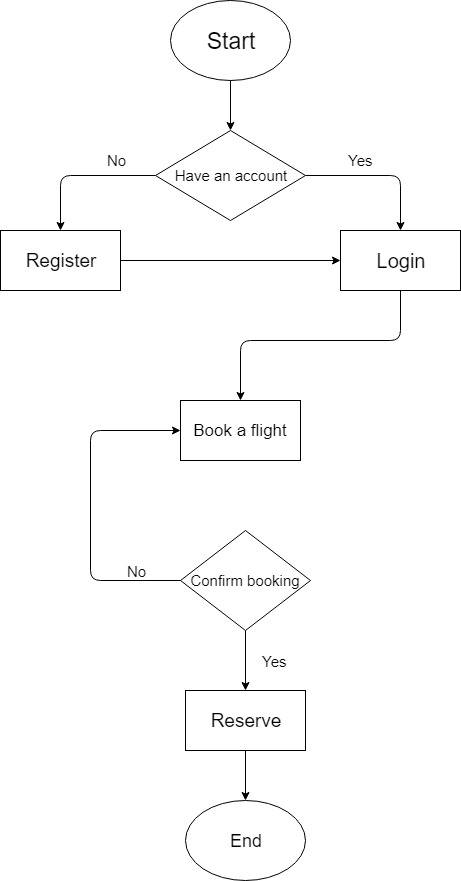 Start
No
Yes
Have an account
Register
Login
Book a flight
No
Confirm booking
Yes
Reserve
End